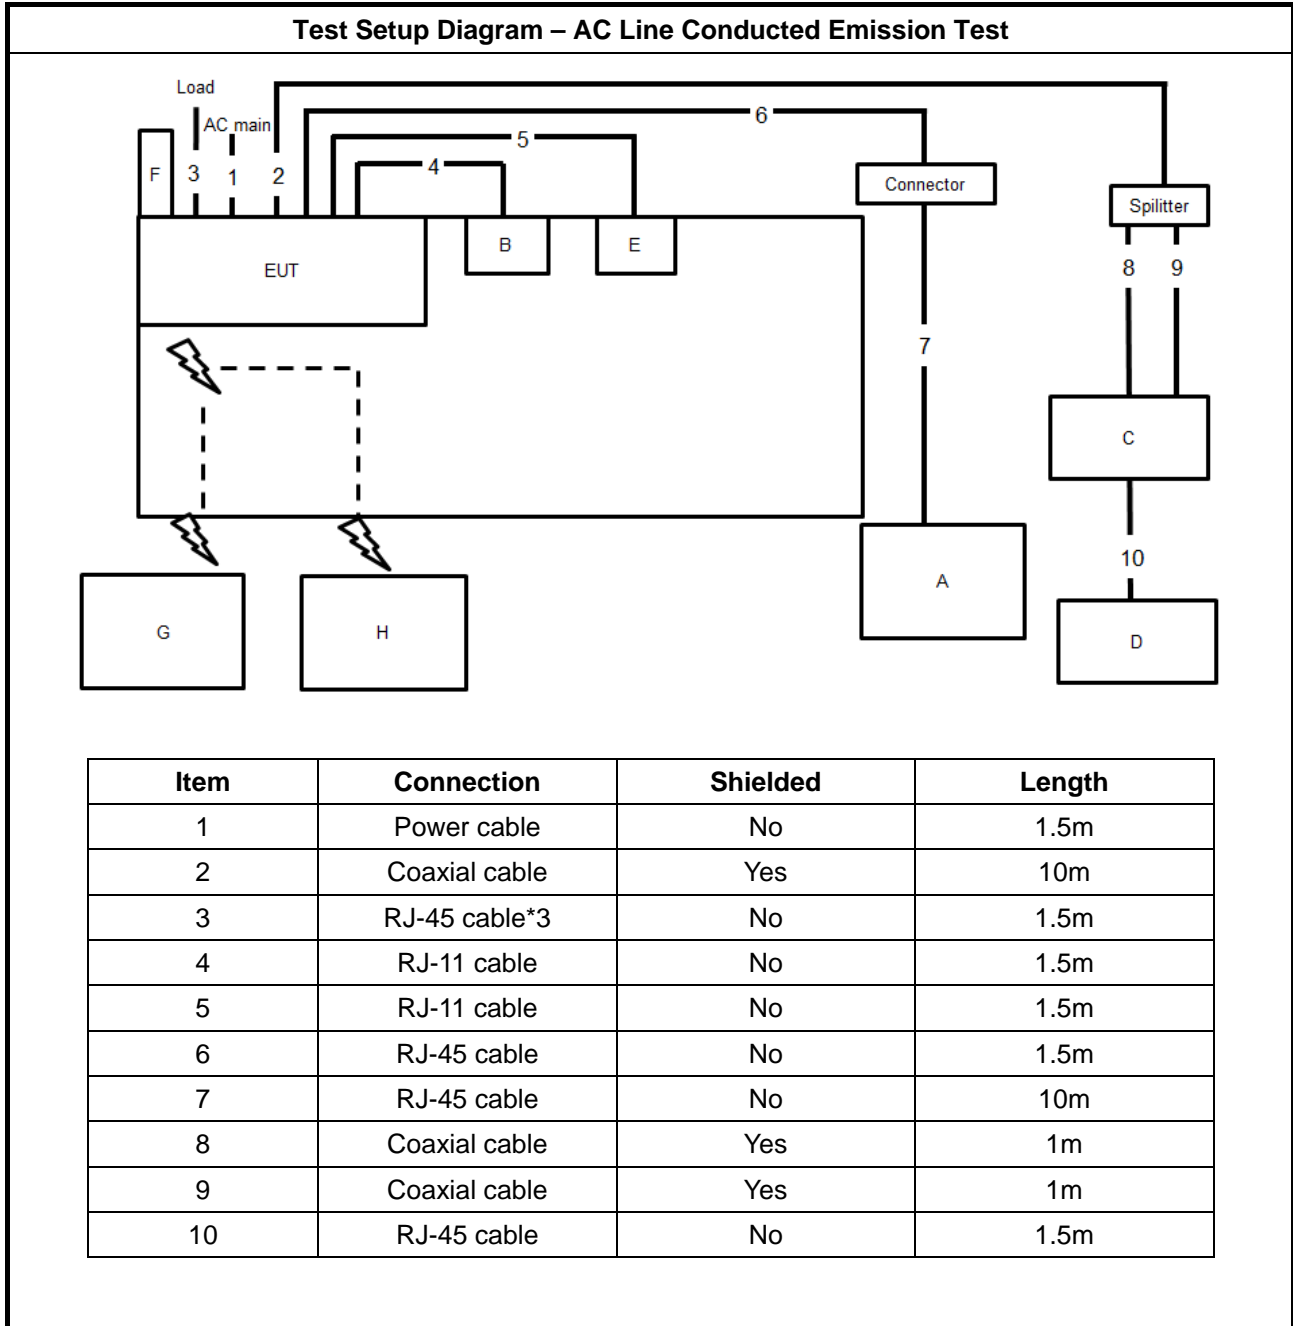 Test Setup Diagram – AC Line Conducted Emission Test
Load
AC main
6
5
4
F
3
1
2
Connector
Spilitter
B
E
EUT
8
9
7
C
10
A
G
H
D
Item Connection Shielded Length
1 Power cable No 1.5m
2 Coaxial cable Yes 10m
3 RJ-45 cable*3 No 1.5m
4 RJ-11 cable No 1.5m
5 RJ-11 cable No 1.5m
6 RJ-45 cable No 1.5m
7 RJ-45 cable No 10m
8 Coaxial cable Yes 1m
9 Coaxial cable Yes 1m
10 RJ-45 cable No 1.5m